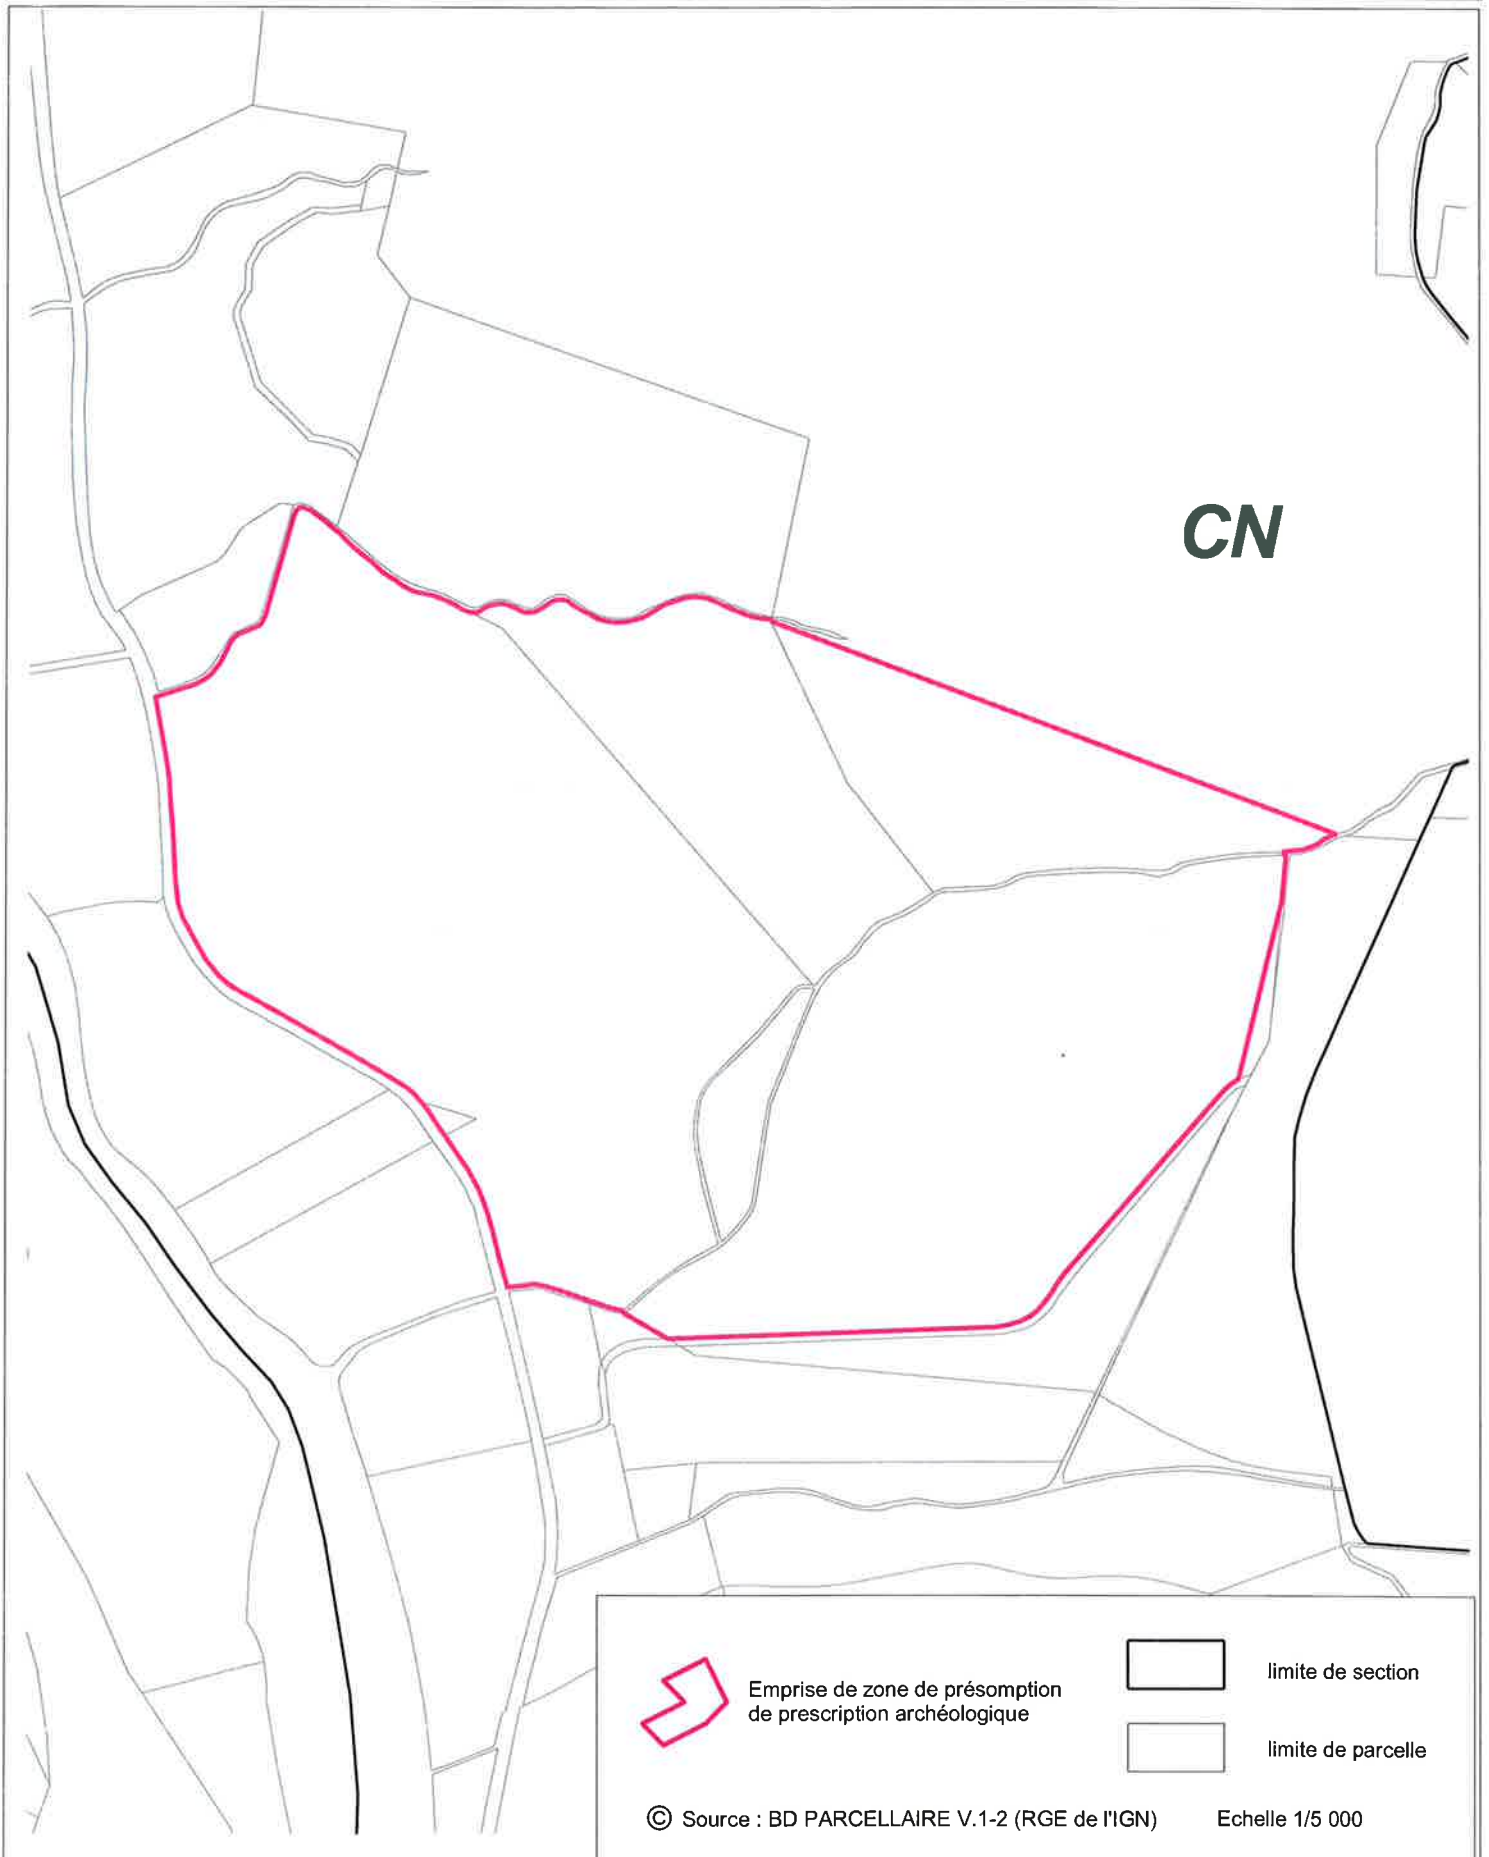 CN
Emprise de zone de présomption
de prescription archéologique
limite de section
limite de parcelle
© Source : BD PARCELLAIRE V.1-2 (RGE de l'IGN) Echelle 1/5 000